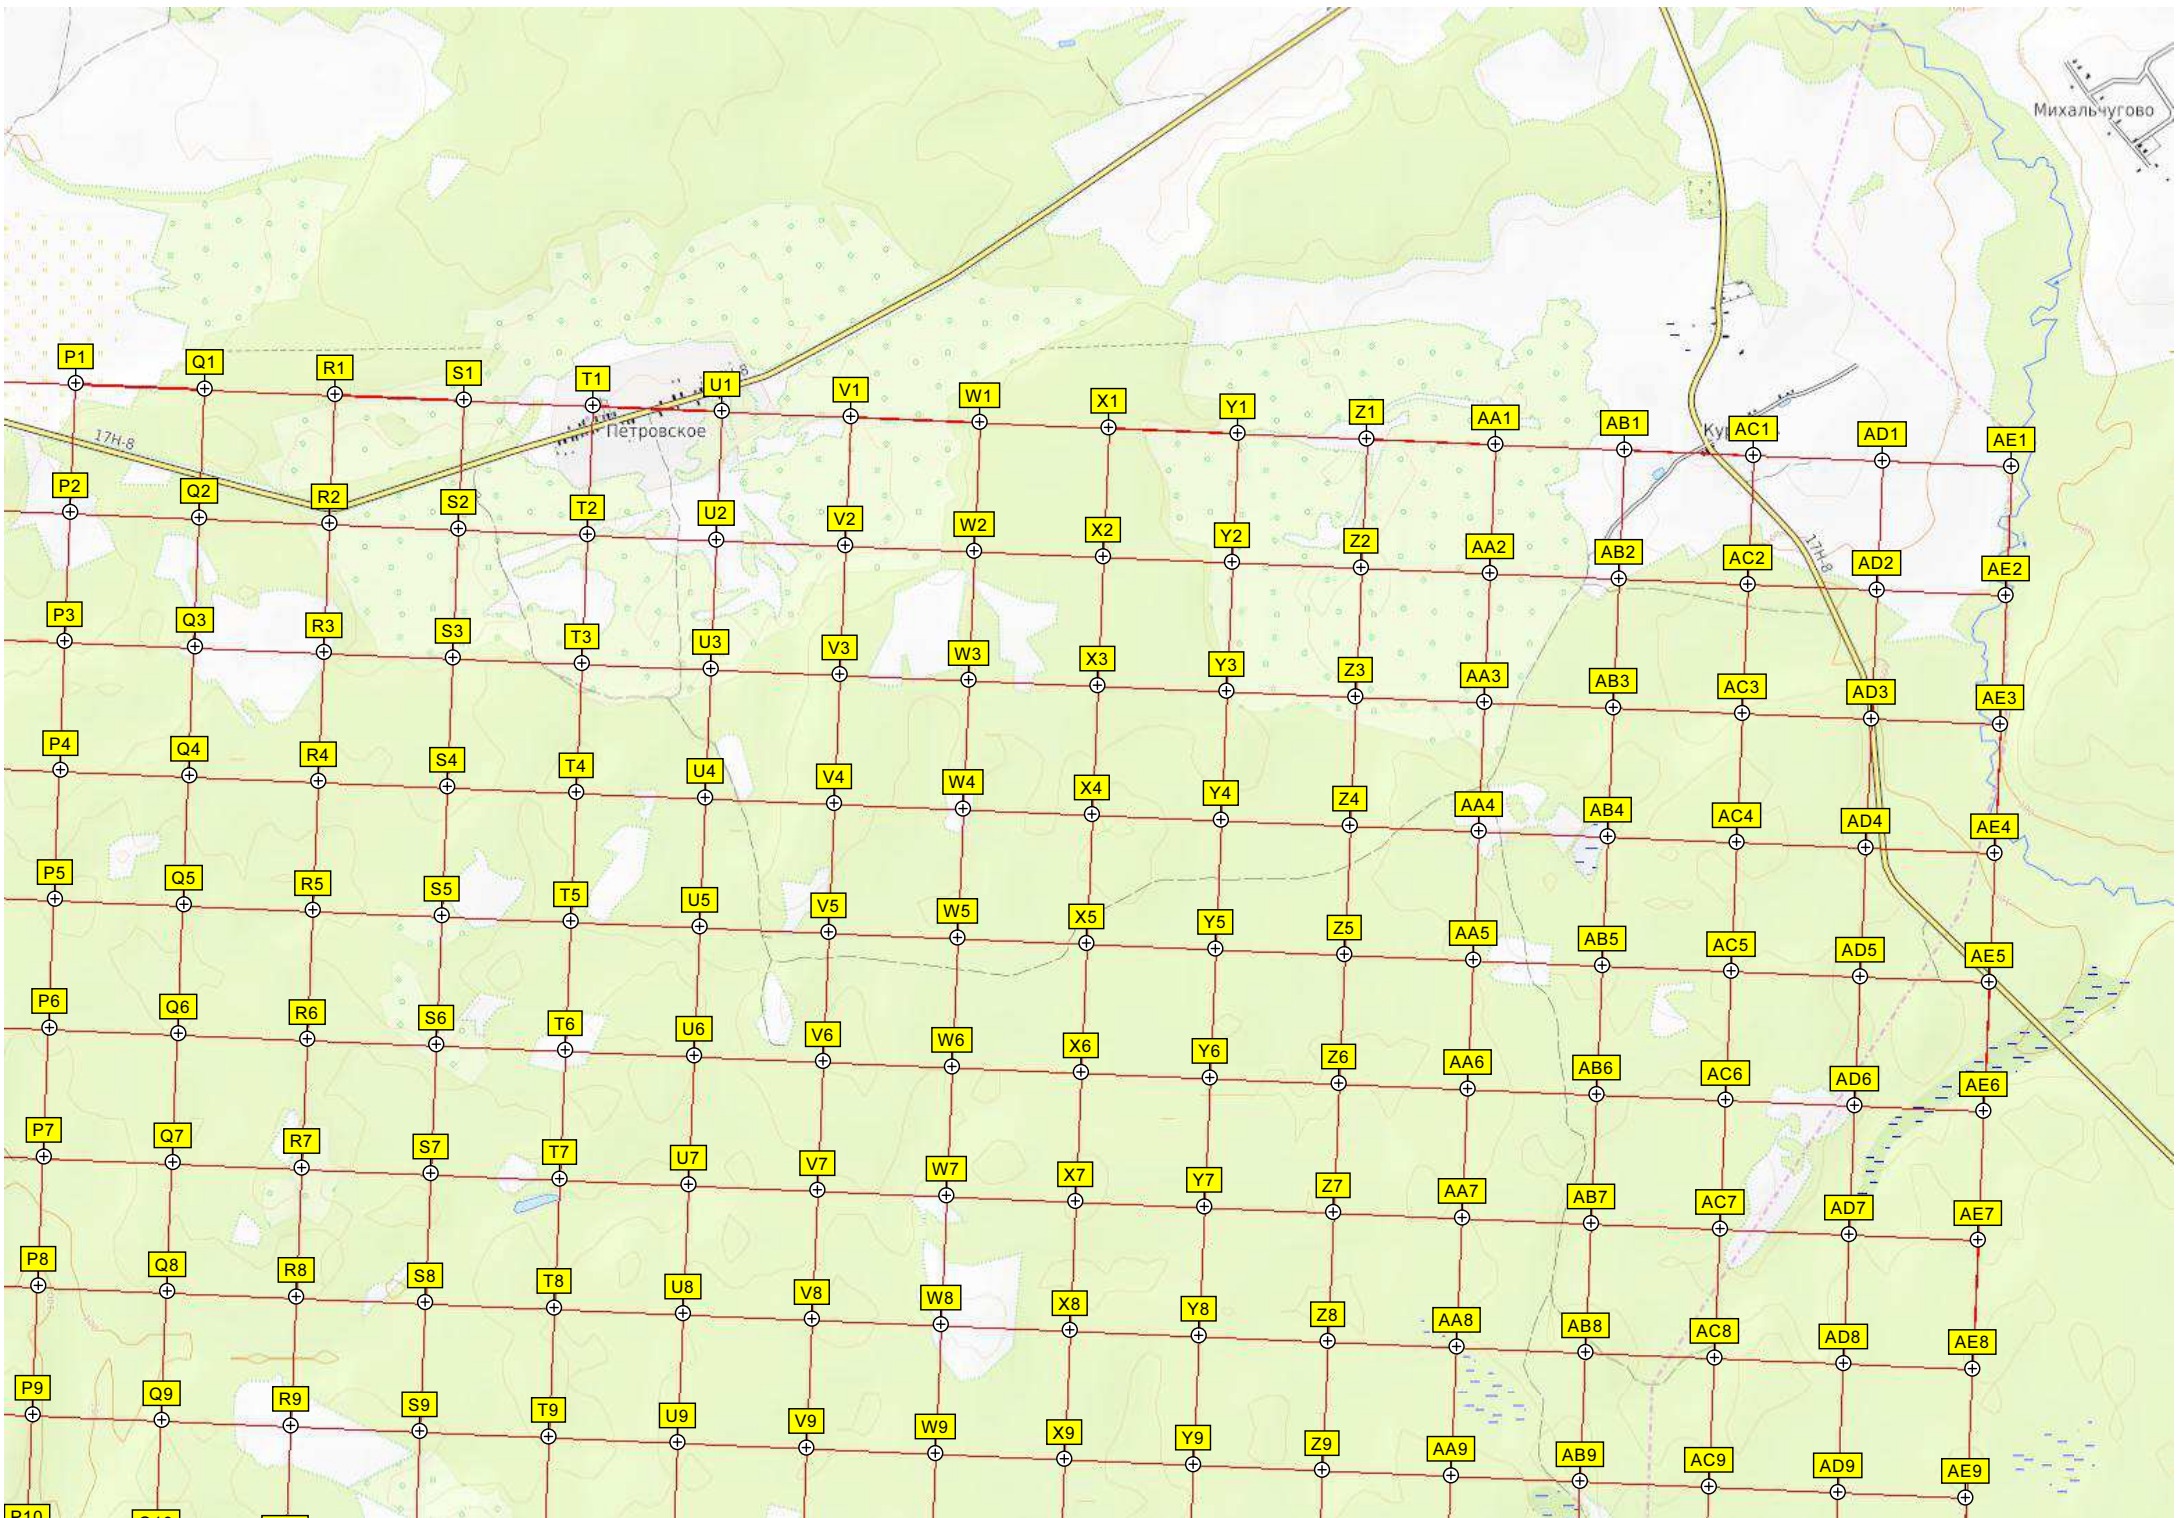 Михальчугово
P1 Q1 R1 S1 T1 U1 V1 W1 X1 Y1 Z1 AA1 AB1 AC1 AD1 AE1
17Н-8
Петровское
P2 Q2 R2 S2 T2 U2 V2 W2 X2 Y2 Z2 AA2 AB2 AC2 AD2 AE2
17Н-8
P3 Q3 R3 S3 T3 U3 V3 W3 X3 Y3 Z3 AA3 AB3 AC3 AD3 AE3
P4 Q4 R4 S4 T4 U4 V4 W4 X4 Y4 Z4 AA4 AB4 AC4 AD4 AE4
P5 Q5 R5 S5 T5 U5 V5 W5 X5 Y5 Z5 AA5 AB5 AC5 AD5 AE5
P6 Q6 R6 S6 T6 U6 V6 W6 X6 Y6 Z6 AA6 AB6 AC6 AD6 AE6
P7 Q7 R7 S7 T7 U7 V7 W7 X7 Y7 Z7 AA7 AB7 AC7 AD7 AE7
P8 Q8 R8 S8 T8 U8 V8 W8 X8 Y8 Z8 AA8 AB8 AC8 AD8 AE8
P9 Q9 R9 S9 T9 U9 V9 W9 X9 Y9 Z9 AA9 AB9 AC9 AD9 AE9
P10